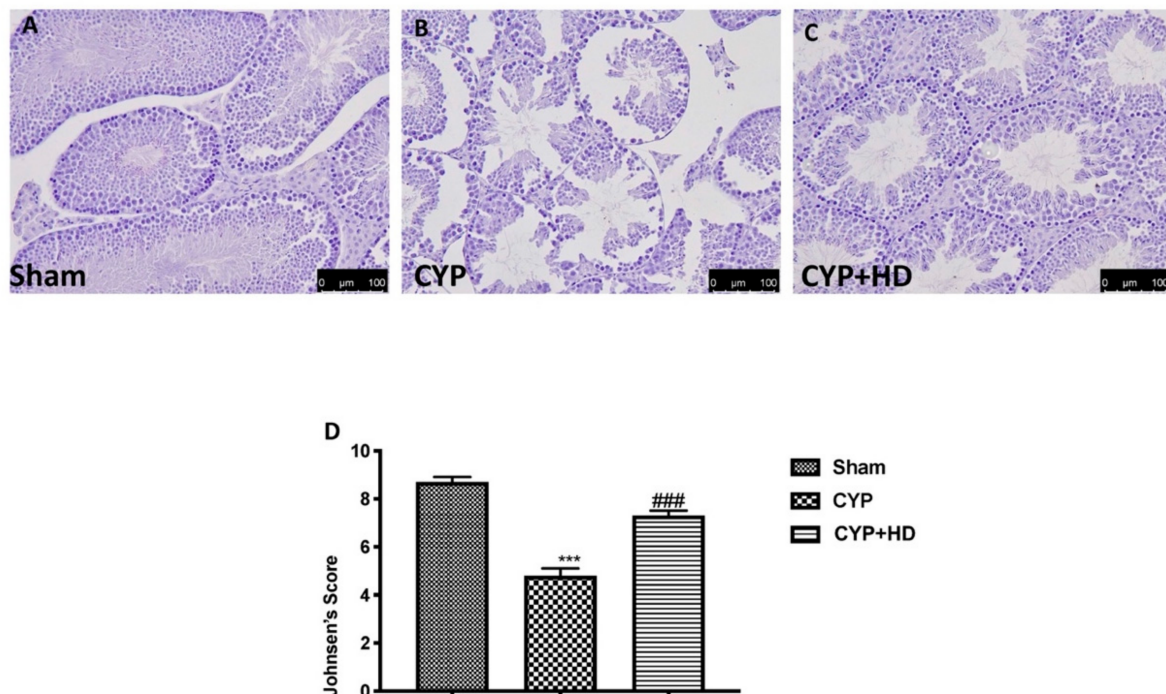 A
B
C
Sham
0 µm 100
CYP
0 µm 100
CYP+HD
0 µm 100
D
10
8
6
4
2
0
Johnsen's Score
***
###
Sham
CYP
CYP+HD